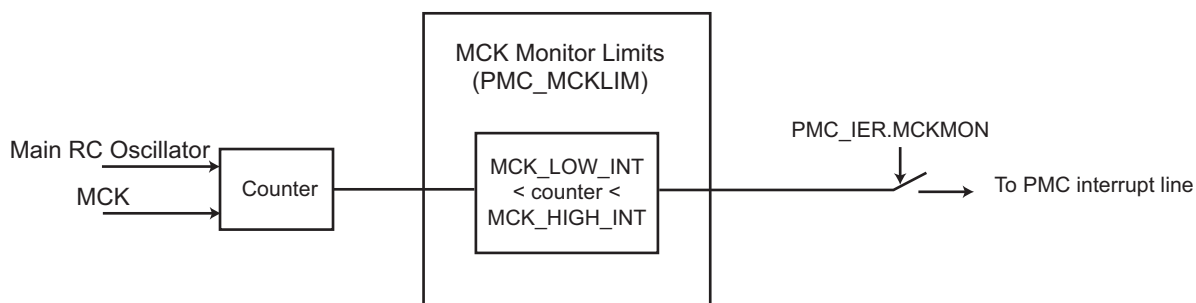 MCK Monitor Limits
(PMC_MCKLIM)
PMC_IER.MCKMON
Main RC Oscillator
MCK
Counter
MCK_LOW_INT
< counter <
MCK_HIGH_INT
To PMC interrupt line